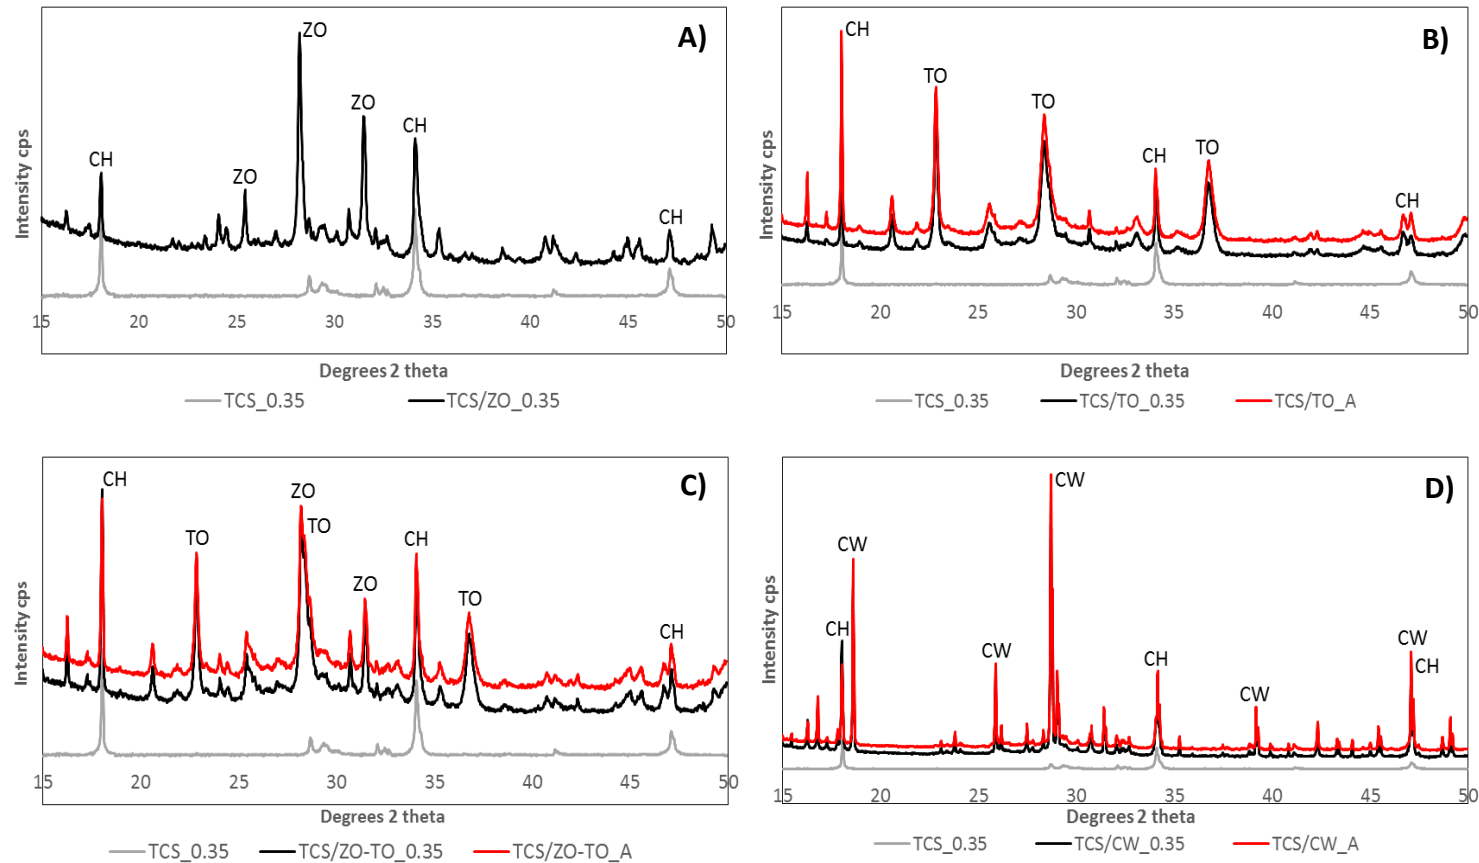 A)
ZO
ZO
CH
CH
ZO
CH
Intensity cps
15 20 25 30 35 40 45 50
Degrees 2 theta
TCS_0.35 TCS/ZO_0.35
B)
CH
TO
TO
CH
TO
CH
Intensity cps
15 20 25 30 35 40 45 50
Degrees 2 theta
TCS_0.35 TCS/TO_0.35 TCS/TO_A
C)
CH
ZO
TO
TO
CH
ZO
TO
CH
Intensity cps
15 20 25 30 35 40 45 50
Degrees 2 theta
TCS_0.35 TCS/ZO-TO_0.35 TCS/ZO-TO_A
D)
CW
CW
CH
CW
CH
CW
CW
CH
Intensity cps
15 20 25 30 35 40 45 50
Degrees 2 theta
TCS_0.35 TCS/CW_0.35 TCS/CW_A